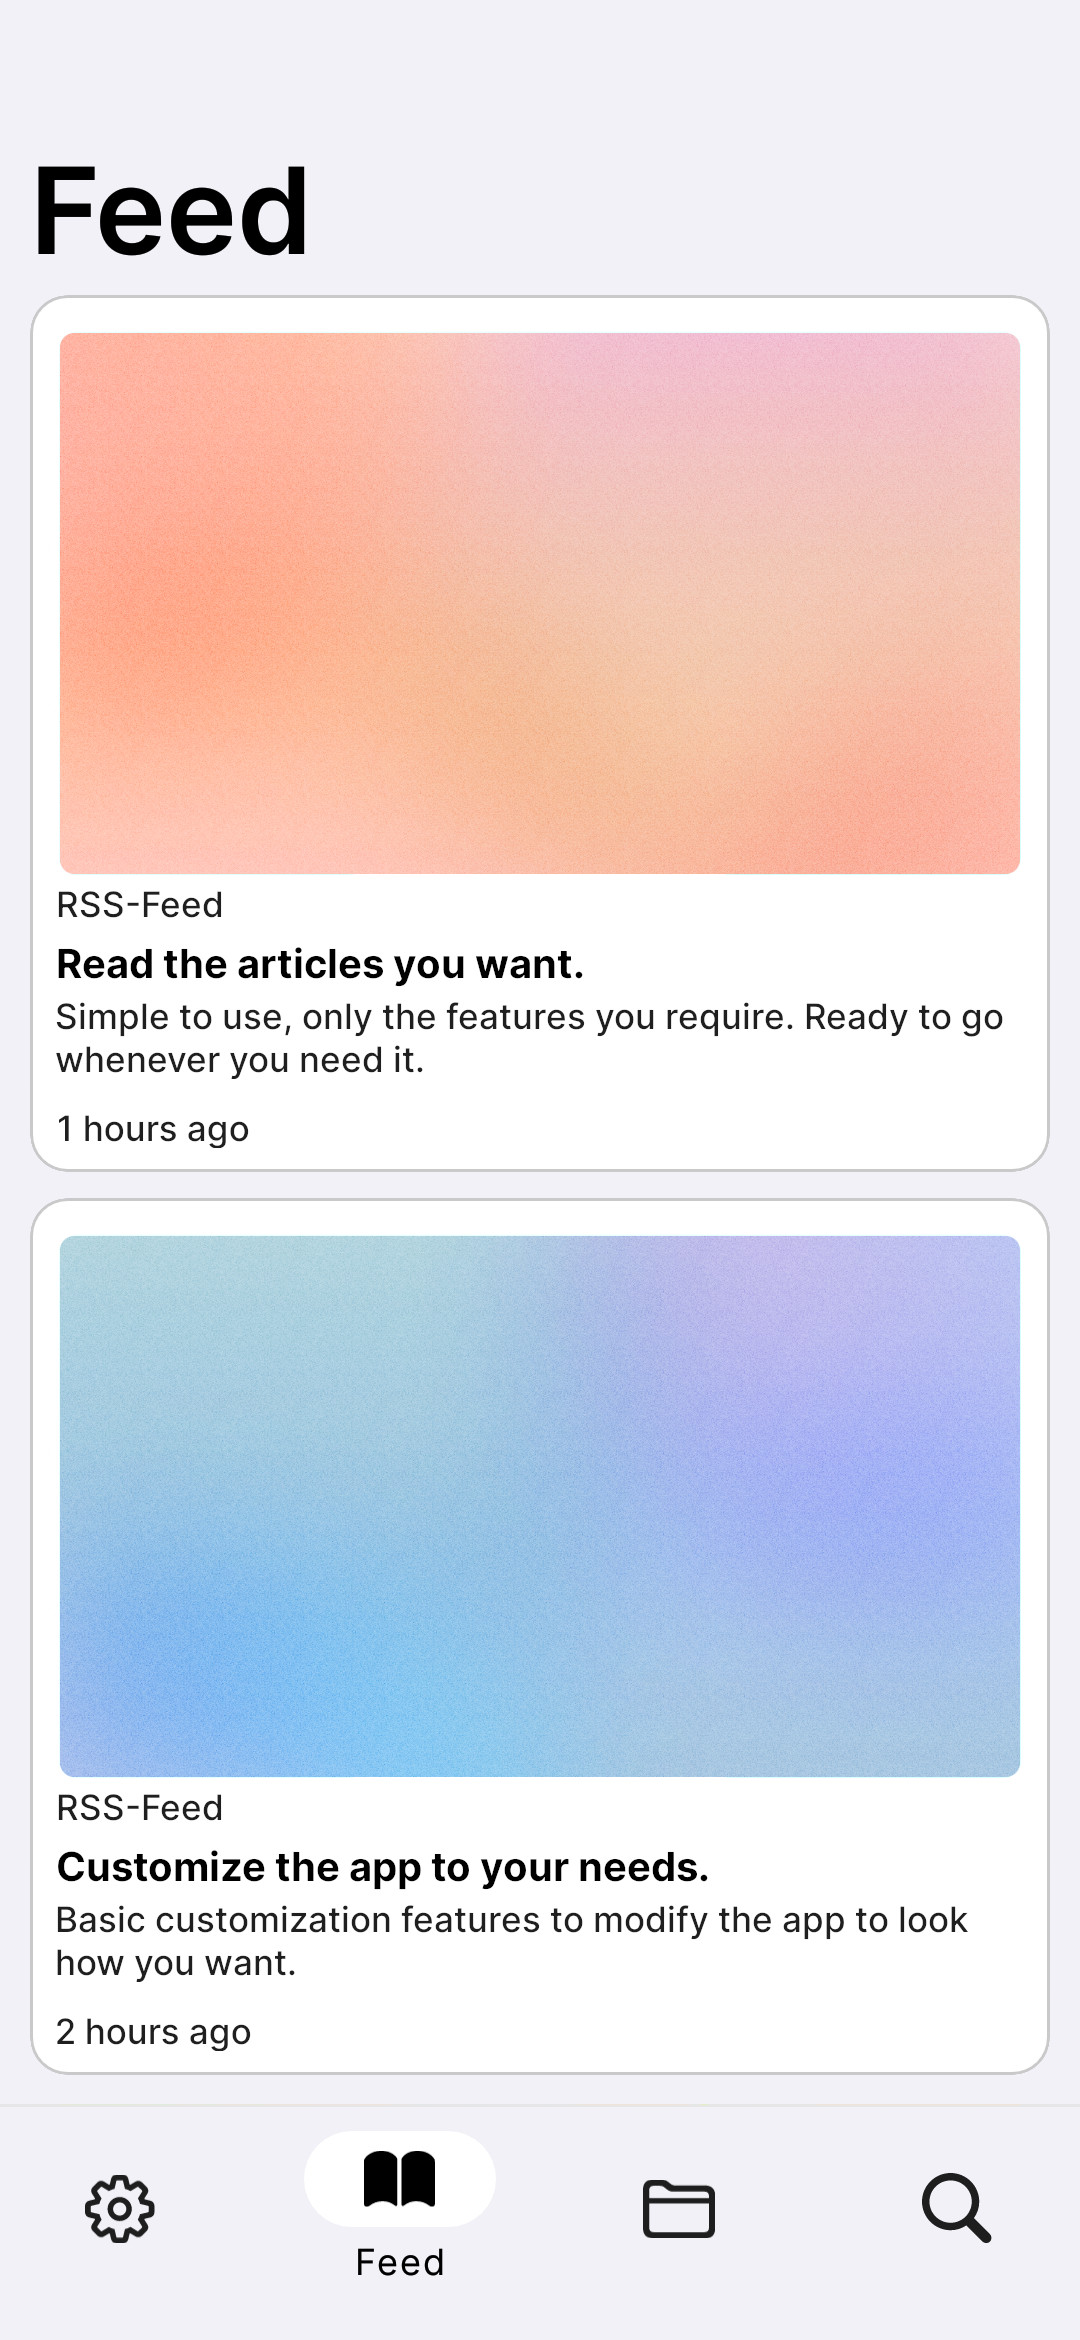 Feed
RSS-Feed
Read the articles you want.
Simple to use, only the features you require. Ready to go
whenever you need it.
1 hours ago
RSS-Feed
Customize the app to your needs.
Basic customization features to modify the app to look
how you want.
2 hours ago
Feed